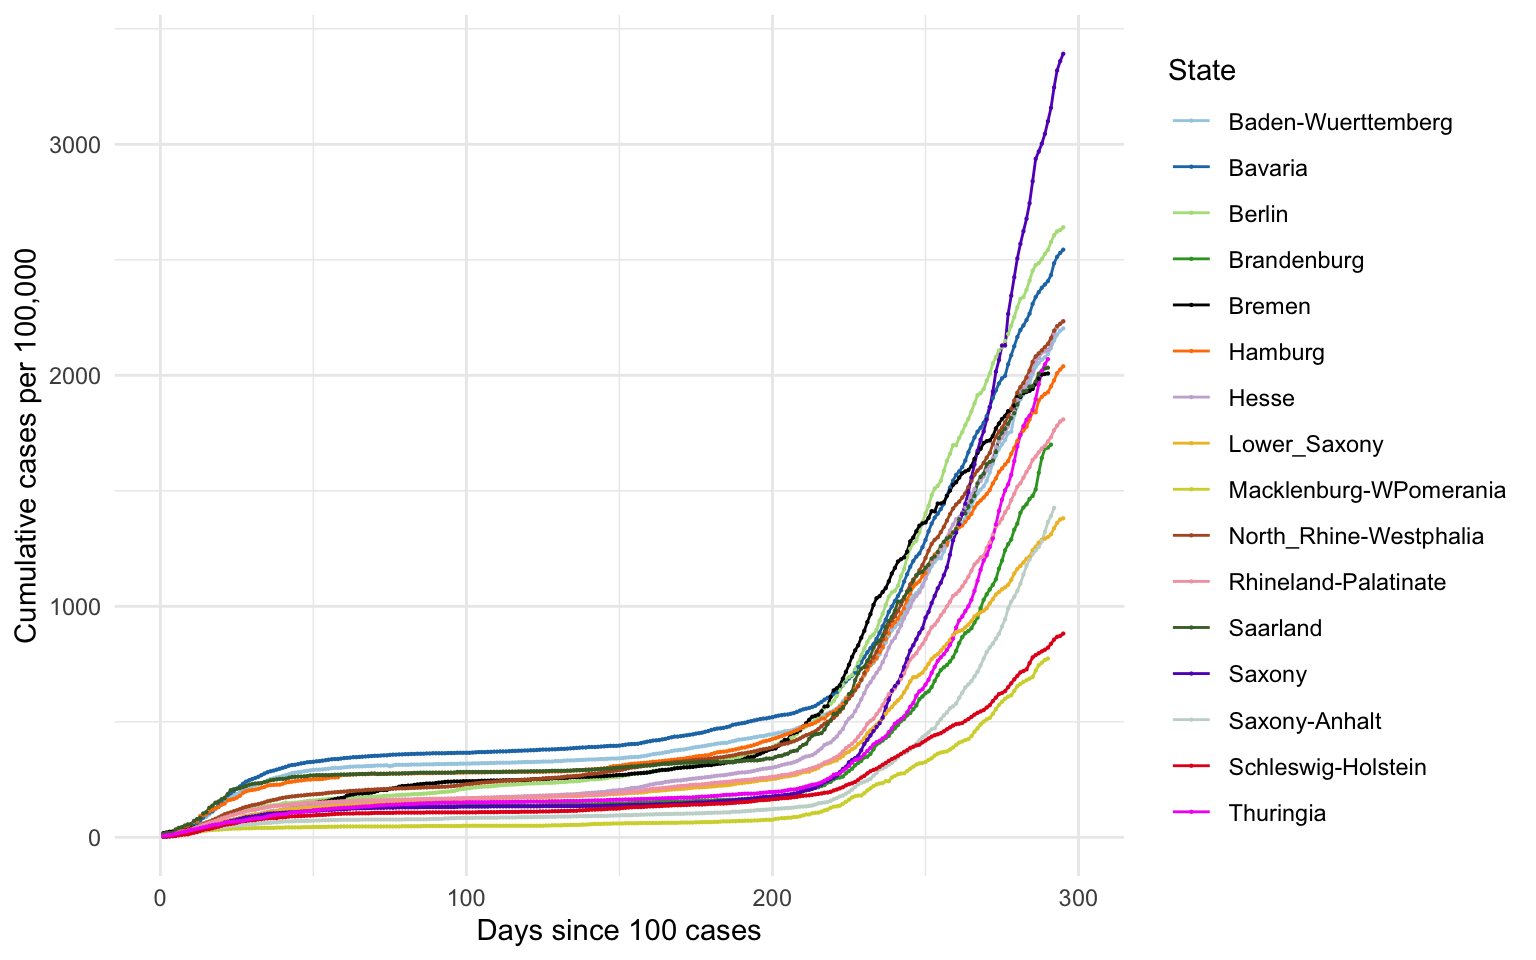 State
Baden-Wuerttemberg
Bavaria
Berlin
Brandenburg
Bremen
Hamburg
Hesse
Lower_Saxony
Macklenburg-WPomerania
North_Rhine-Westphalia
Rhineland-Palatinate
Saarland
Saxony
Saxony-Anhalt
Schleswig-Holstein
Thuringia
Cumulative cases per 100,000
3000
2000
1000
0
0 100 200 300
Days since 100 cases